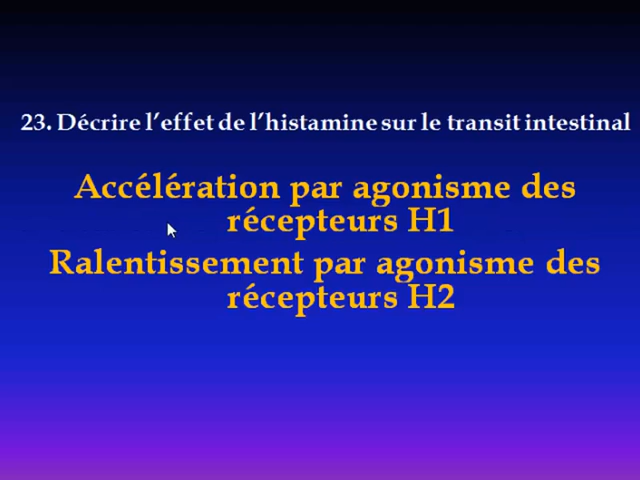 23. Décrire l’effet de l’histamine sur le transit intestinal
Accélération par agonisme des
récepteurs H1
Ralentissement par agonisme des
récepteurs H2